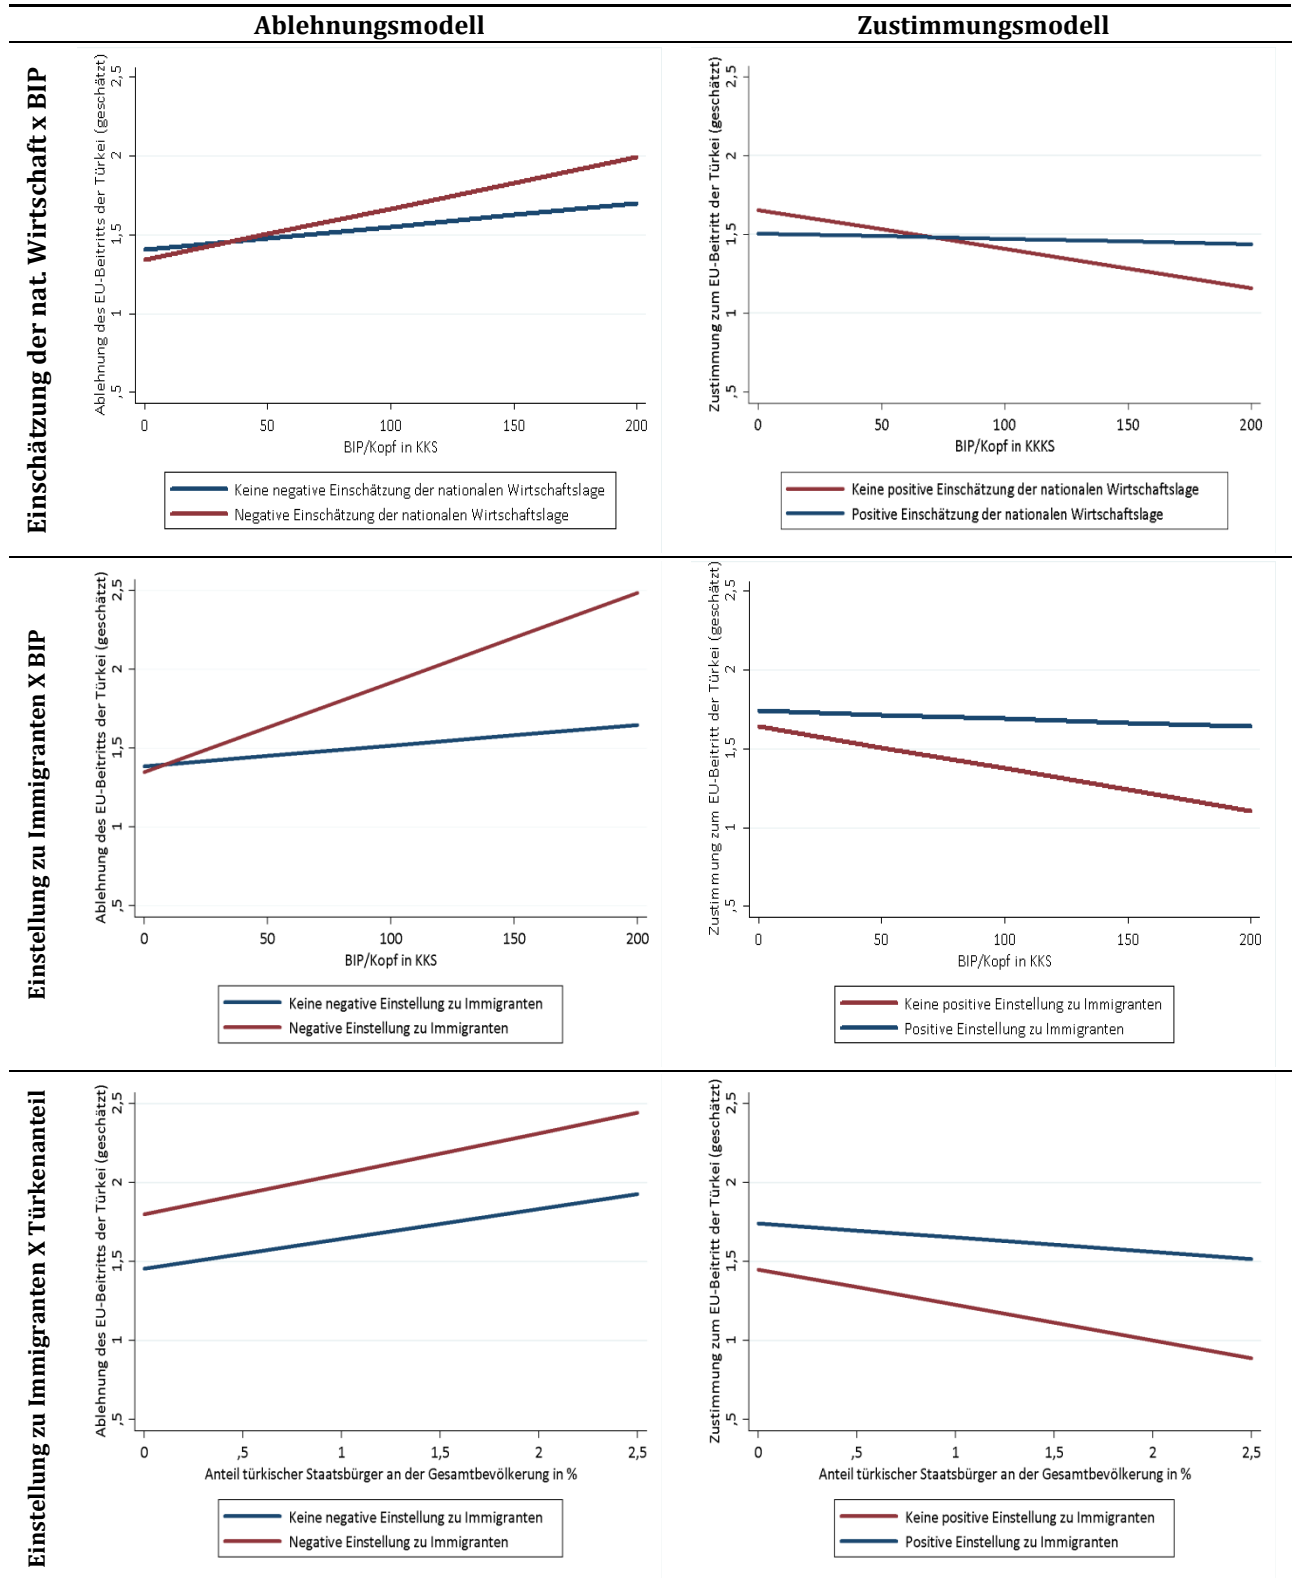 Ablehnungsmodell
Zustimmungsmodell
Einschätzung der nat. Wirtschaft x BIP
Ablehnung des EU-Beitritts der Türkei (geschätzt)
2,5
2
1,5
1
,5
0 50 100 150 200
BIP/Kopf in KKS
Keine negative Einschätzung der nationalen Wirtschaftslage
Negative Einschätzung der nationalen Wirtschaftslage
Zustimmung zum EU-Beitritt der Türkei (geschätzt)
2,5
2
1,5
1
,5
0 50 100 150 200
BIP/Kopf in KKKS
Keine positive Einschätzung der nationalen Wirtschaftslage
Positive Einschätzung der nationalen Wirtschaftslage
Einstellung zu Immigranten X BIP
Ablehnung des EU-Beitritts der Türkei (geschätzt)
2,5
2
1,5
1
,5
0 50 100 150 200
BIP/Kopf in KKS
Keine negative Einstellung zu Immigranten
Negative Einstellung zu Immigranten
Zustimmung zum EU-Beitritt der Türkei (geschätzt)
2,5
2
1,5
1
,5
0 50 100 150 200
BIP/Kopf in KKS
Keine positive Einstellung zu Immigranten
Positive Einstellung zu Immigranten
Einstellung zu Immigranten X Türkenanteil
Ablehnung des EU-Beitritts der Türkei (geschätzt)
2,5
2
1,5
1
,5
0 ,5 1 1,5 2 2,5
Anteil türkischer Staatsbürger an der Gesamtbevölkerung in %
Keine negative Einstellung zu Immigranten
Negative Einstellung zu Immigranten
Zustimmung zum EU-Beitritt der Türkei (geschätzt)
2,5
2
1,5
1
,5
0 ,5 1 1,5 2 2,5
Anteil türkischer Staatsbürger an der Gesamtbevölkerung in %
Keine positive Einstellung zu Immigranten
Positive Einstellung zu Immigranten